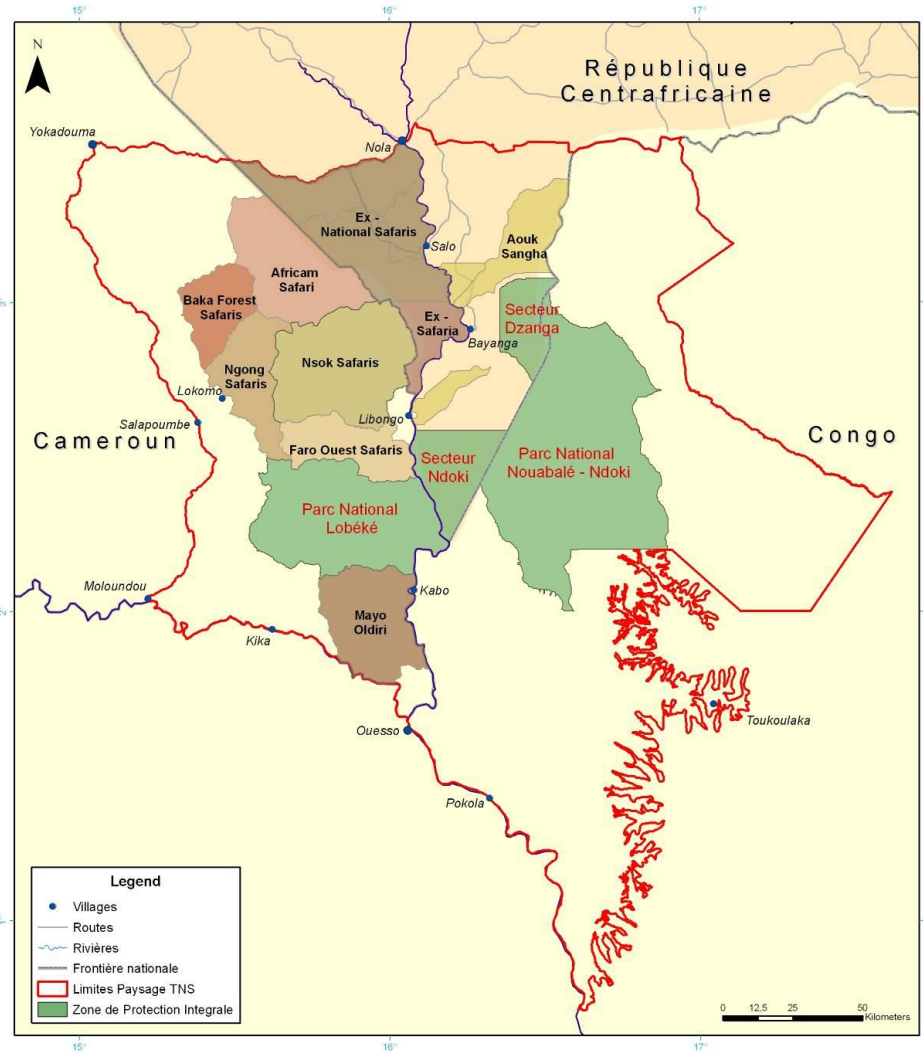 15°
16°
17°
N
République
Centrafricaine
Yokadouma
Nola
Ex -
National Safaris
Salo
Aouk
Sangha
Africam
Safari
Baka Forest
Safaris
Ex -
Safaria
Secteur
Dzanga
Bayanga
Ngong
Safaris
Nsok Safaris
Lokomo
Libongo
Salapoumbe
Cameroun
Congo
Faro Ouest Safaris
Secteur
Ndoki
Parc National
Nouabalé - Ndoki
Parc National
Lobéké
Moloundou
Kabo
Mayo
Oldiri
Kika
Ouesso
Toukoulaka
Pokola
Legend
Villages
Routes
Rivières
Frontière nationale
Limites Paysage TNS
Zone de Protection Integrale
0 12.5 25 50
Kilometers
15°
16°
17°